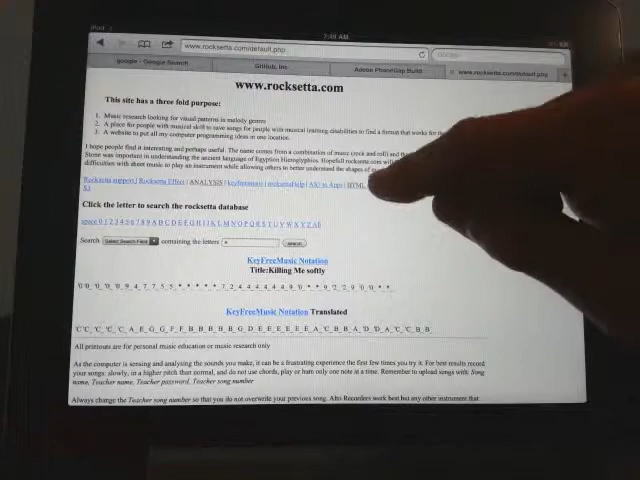 iPod
7:49 AM
www.rocksetta.com/default.php
Google
google - Google Search
GitHub, Inc.
Adobe PhoneGap Build
www.rocksetta.com/default.php
www.rocksetta.com
This site has a three fold purpose:
1. Music research looking for visual patterns in melody genres
2. A place for people with musical skill to save songs for people with musical learning disabilities to find a format that works for
3. A website to put all my computer programming ideas in one location.
I hope people find it interesting and perhaps useful. The name comes from a combination of music (rock and roll) and the
Stone was important in understanding the ancient language of Egyption Hieroglyphics. Hopefull rocksetta.com will
difficulties with sheet music to play an instrument while allowing others to better understand the shapes of
Rocksetta support | Rocksetta Effect | ANALYSIS | keyfreemusic | rocksettaHelp | AXJ to Apps | HTML
Click the letter to search the rocksetta database
space 0 1 2 3 4 5 6 7 8 9 A B C D E F G H I J K L M N O P Q R S T U V W X Y Z All
Search Select Search Field containing the letters search
KeyFreeMusic Notation
Title:Killing Me softly
KeyFreeMusic Notation Translated
All printouts are for personal music education or music research only
As the computer is sensing and analysing the sounds you make, it can be a frustrating experience the first few times you try it. For best results record
your songs: slowly, in a higher pitch than normal, and do not use chords, play or hum only one note at a time. Remember to upload songs with: Song
name, Teacher name, Teacher password, Teacher song number
Always change the Teacher song number so that you do not overwrite your previous song. Alto Recorders work best but any other instrument that